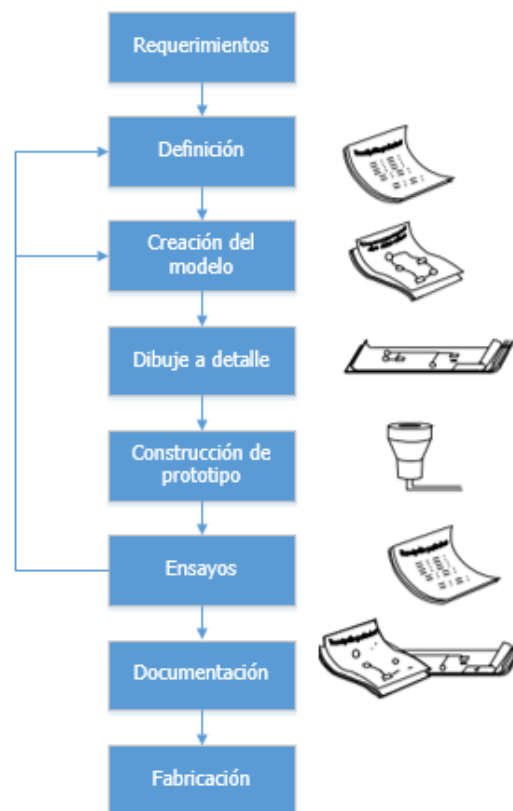 Requerimientos
Definición
Creación del
modelo
Dibuje a detalle
Construcción de
prototipo
Ensayos
Documentación
Fabricación